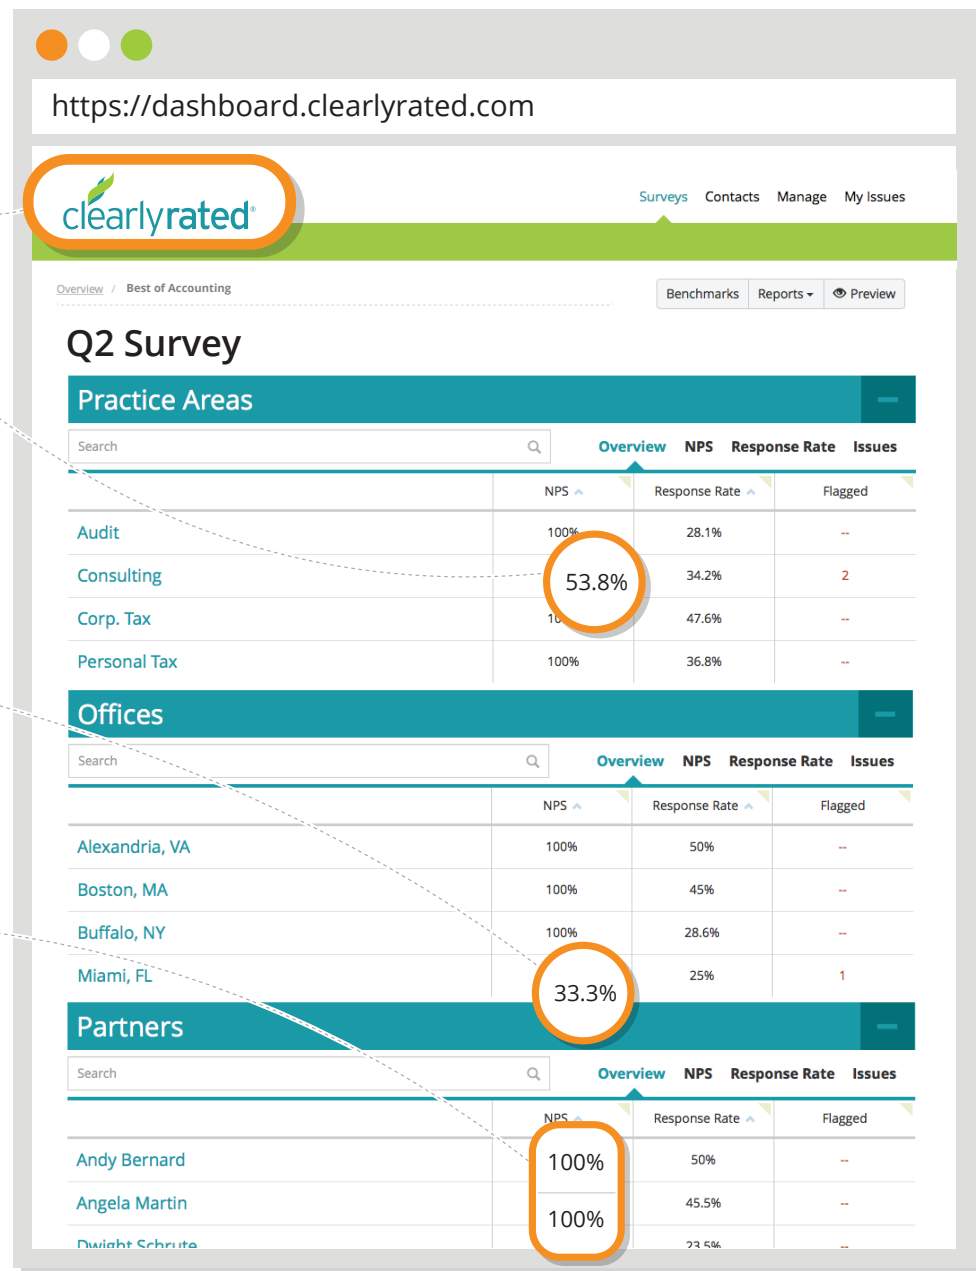 https://dashboard.clearlyrated.com
clearlyrated®
Surveys Contacts Manage My Issues
Overview / Best of Accounting
Benchmarks Reports Preview
Q2 Survey
Practice Areas
Search Overview NPS Response Rate Issues
NPS Response Rate Flagged
Audit 100% 28.1% --
Consulting 53.8% 34.2% 2
Corp. Tax 47.6% --
Personal Tax 100% 36.8% --
Offices
Search Overview NPS Response Rate Issues
NPS Response Rate Flagged
Alexandria, VA 100% 50% --
Boston, MA 100% 45% --
Buffalo, NY 100% 28.6% --
Miami, FL 33.3% 25% 1
Partners
Search Overview NPS Response Rate Issues
NPS Response Rate Flagged
Andy Bernard 100% 50% --
Angela Martin 100% 45.5% --
Dwight Schrute 23.5% --